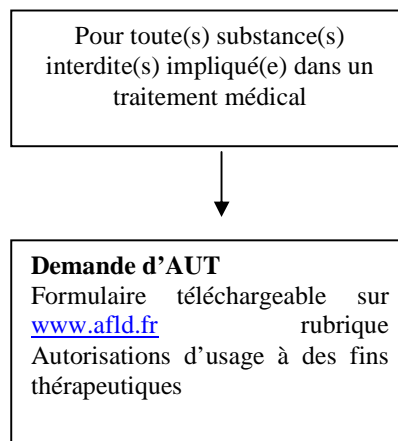 Pour toute(s) substance(s)
interdite(s) impliqué(e) dans un
traitement médical
Demande d'AUT
Formulaire téléchargeable sur
www.afld.fr rubrique
Autorisations d'usage à des fins
thérapeutiques